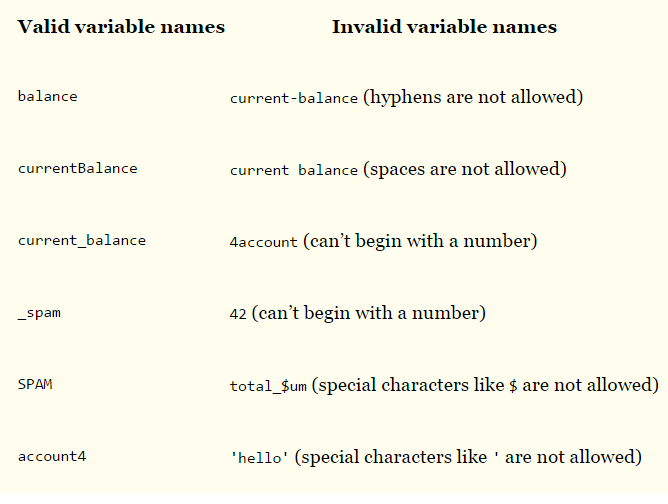 Valid variable names Invalid variable names
balance current-balance (hyphens are not allowed)
currentBalance current balance (spaces are not allowed)
current_balance 4account (can’t begin with a number)
_spam 42 (can’t begin with a number)
SPAM total_$um (special characters like $ are not allowed)
account4 'hello' (special characters like ' are not allowed)